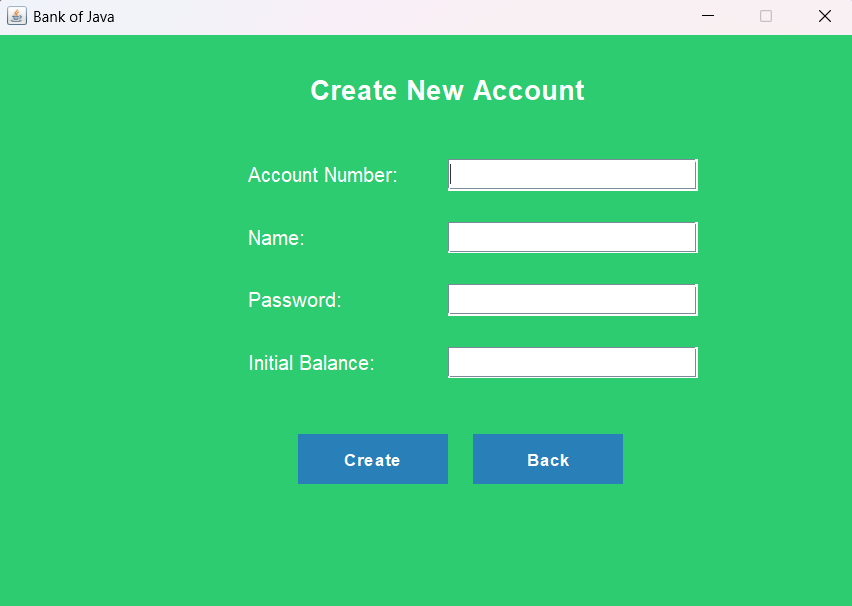 Bank of Java
Create New Account
Account Number:
Name:
Password:
Initial Balance:
Create Back